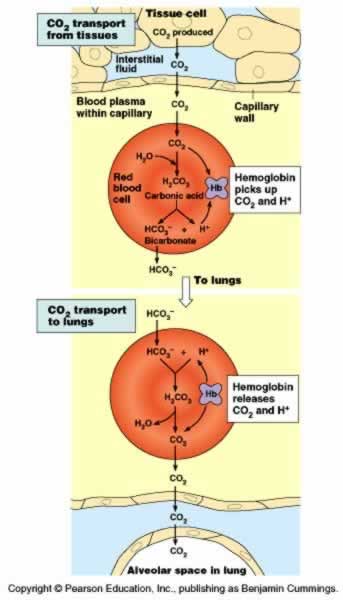 Tissue cell
CO₂ transport
from tissues
CO₂ produced
Interstitial
fluid
CO₂
Blood plasma
within capillary
CO₂
Capillary
wall
CO₂
H₂O
Red
blood
cell
H₂CO₃
Carbonic acid
Hb
Hemoglobin
picks up
CO₂ and H⁺
HCO₃⁻ + H⁺
Bicarbonate
HCO₃⁻
To lungs
CO₂ transport
to lungs
HCO₃⁻
HCO₃⁻ + H⁺
H₂CO₃
Hb
Hemoglobin
releases
CO₂ and H⁺
H₂O
CO₂
CO₂
CO₂
CO₂
Alveolar space in lung
Copyright © Pearson Education, Inc., publishing as Benjamin Cummings.